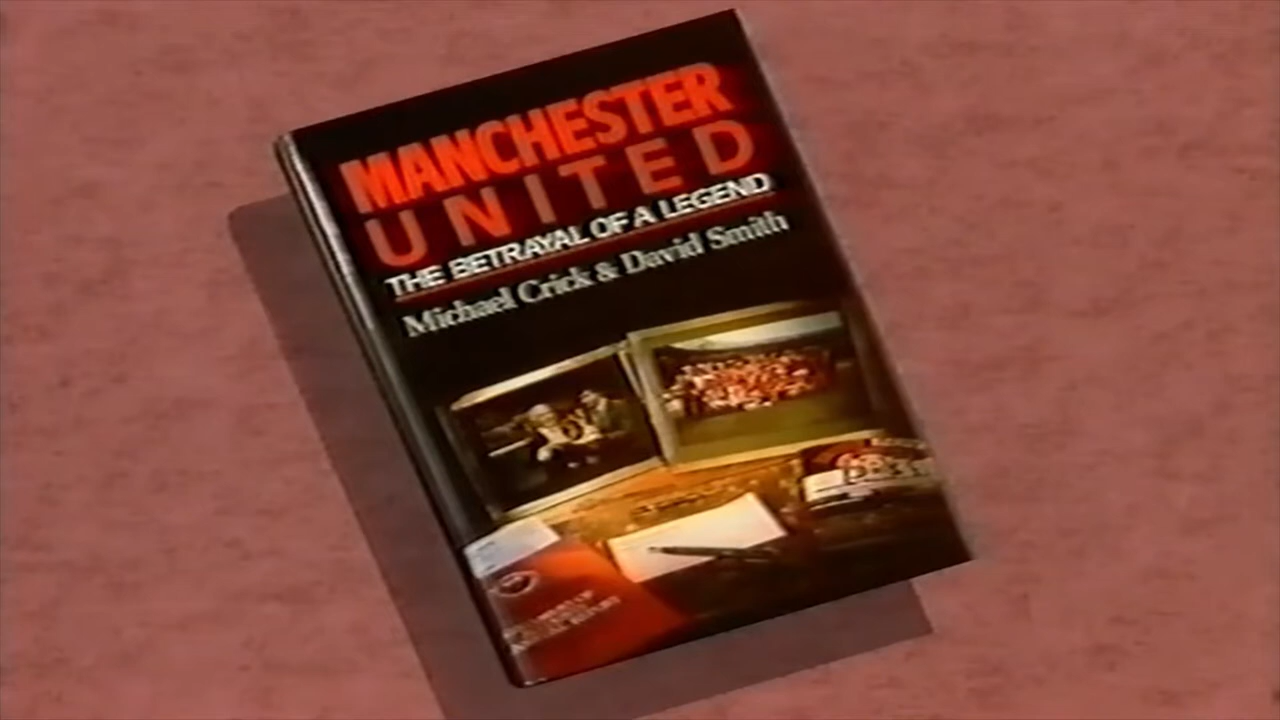 MANCHESTER
UNITED
THE BETRAYAL OF A LEGEND
Michael Crick & David Smith